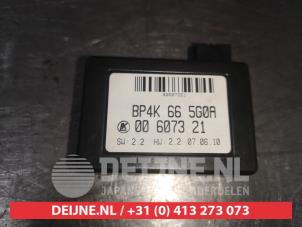 BP4K 66 5G0A
00 6073 21
SW: 2.2 HW: 2.2 07.06.10
DEIJNE.NL
JAPANSE ONDERDELEN
DEIJNE.NL / +31 (0) 413 273 073